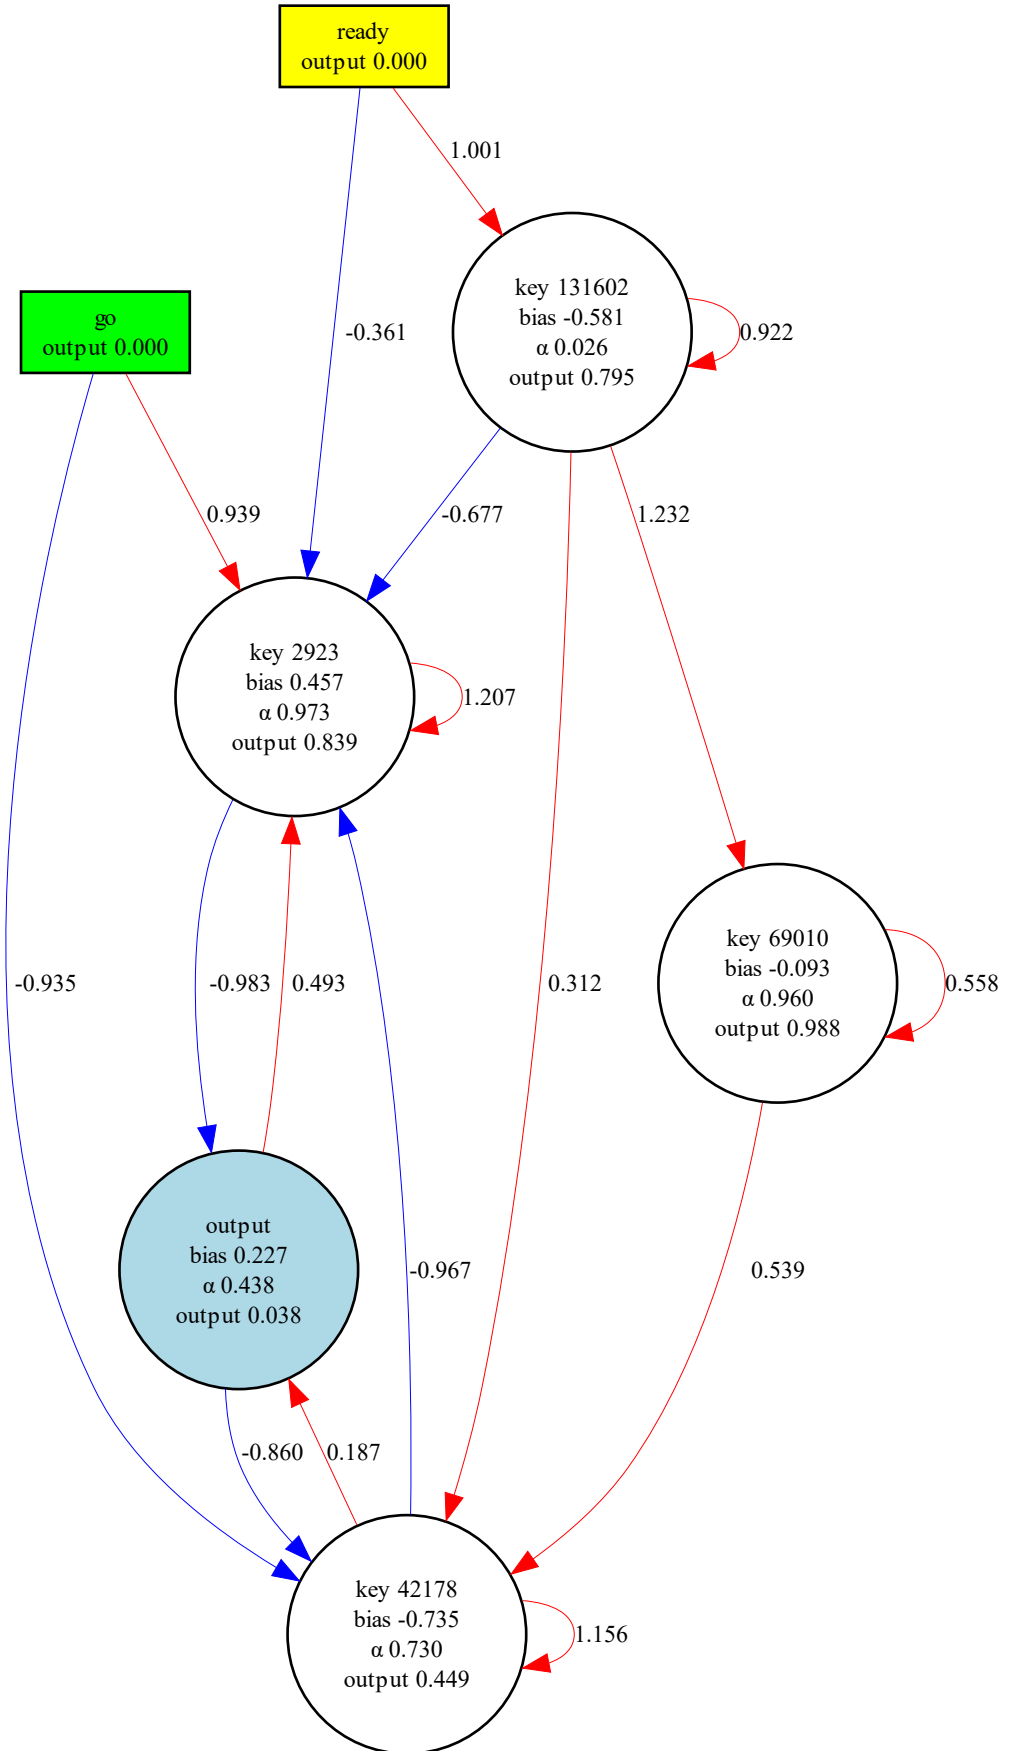 ready
output 0.000
1.001
key 131602
bias -0.581
α 0.026
output 0.795
0.922
go
output 0.000
-0.361
0.939
-0.677
1.232
key 2923
bias 0.457
α 0.973
output 0.839
1.207
key 69010
bias -0.093
α 0.960
output 0.988
0.558
-0.935
-0.983
0.493
0.312
output
bias 0.227
α 0.438
output 0.038
-0.967
0.539
-0.860
0.187
key 42178
bias -0.735
α 0.730
output 0.449
1.156